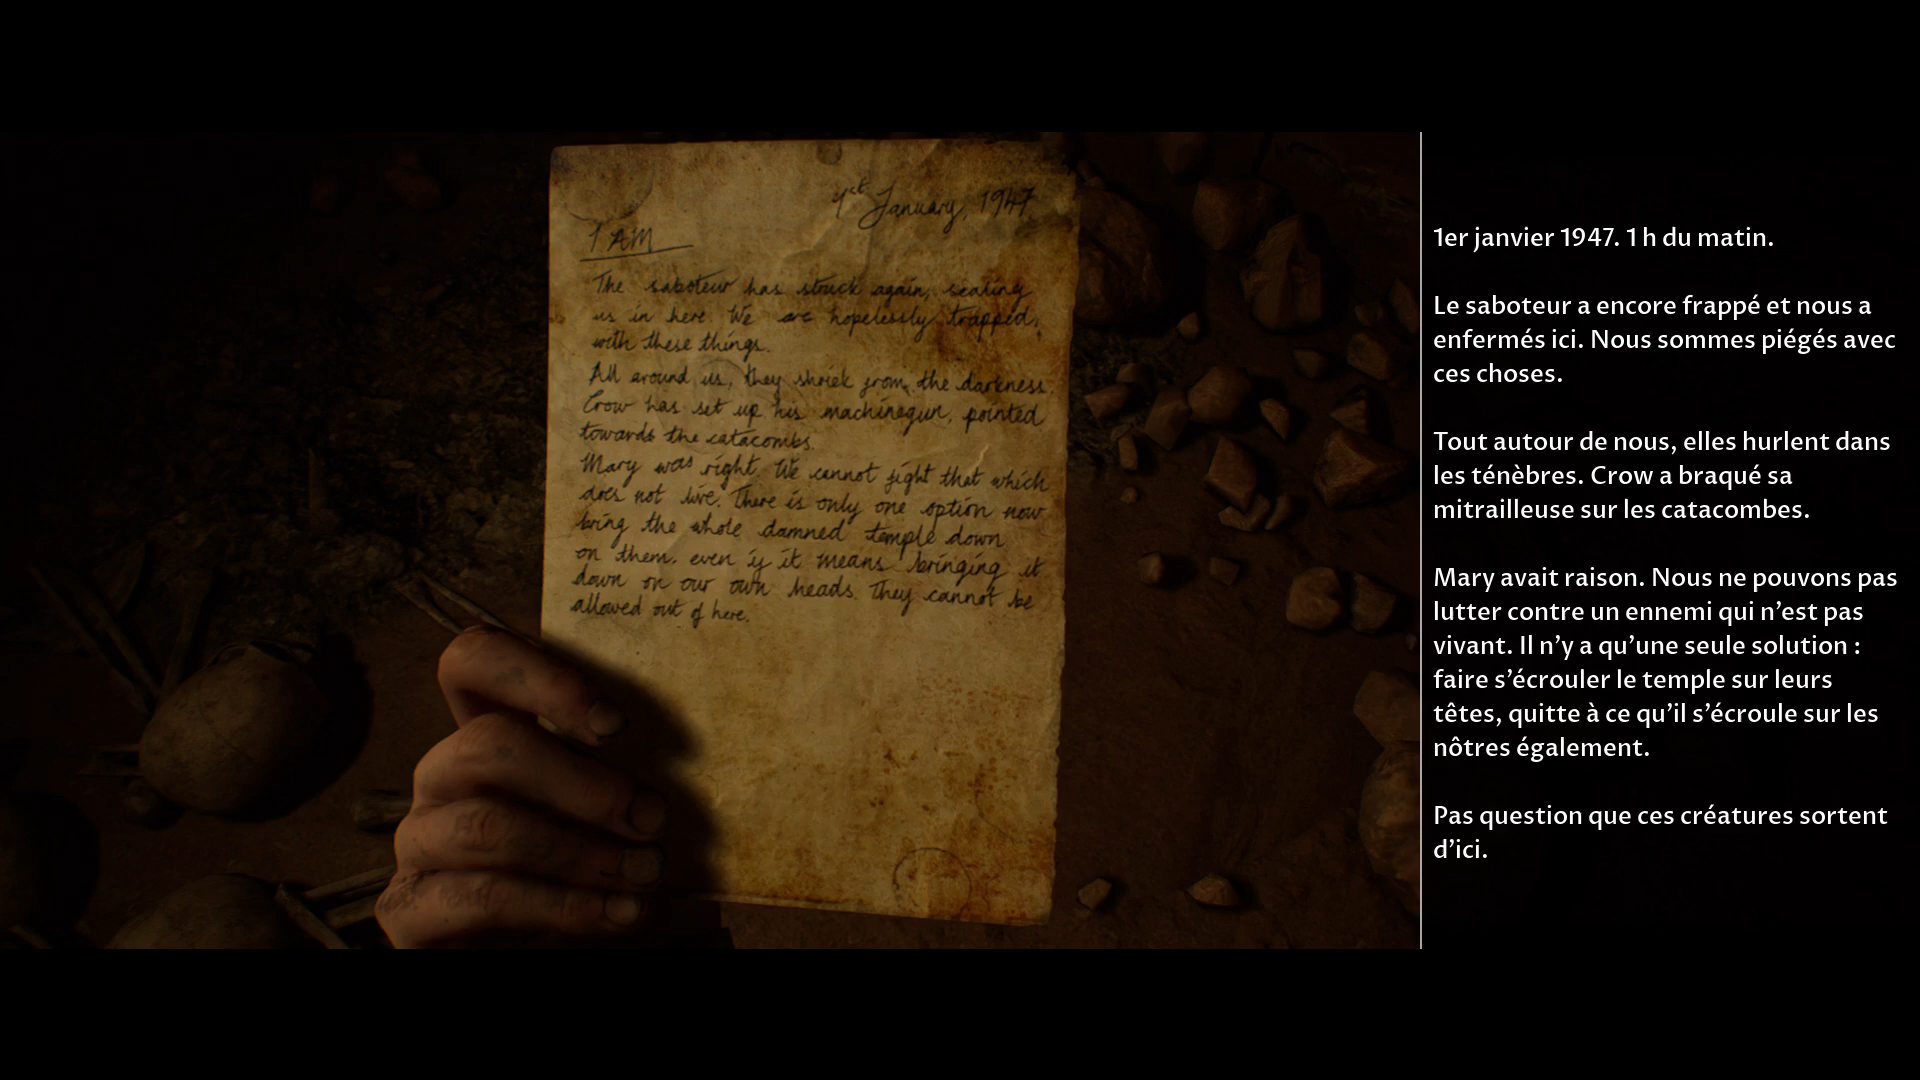 1st January, 1947
1 AM
The saboteur has struck again, sealing
us in here. We are hopelessly trapped,
with these things.
All around us, they shriek from the darkness.
Crow has set up his machinegun, pointed
towards the catacombs.
Mary was right. We cannot fight that which
does not live. There is only one option now
bring the whole damned temple down
on them, even if it means bringing it
down on our own heads. They cannot be
allowed out of here.
1er janvier 1947. 1 h du matin.
Le saboteur a encore frappé et nous a
enfermés ici. Nous sommes piégés avec
ces choses.
Tout autour de nous, elles hurlent dans
les ténèbres. Crow a braqué sa
mitrailleuse sur les catacombes.
Mary avait raison. Nous ne pouvons pas
lutter contre un ennemi qui n'est pas
vivant. Il n'y a qu'une seule solution :
faire s'écrouler le temple sur leurs
têtes, quitte à ce qu'il s'écroule sur les
nôtres également.
Pas question que ces créatures sortent
d'ici.